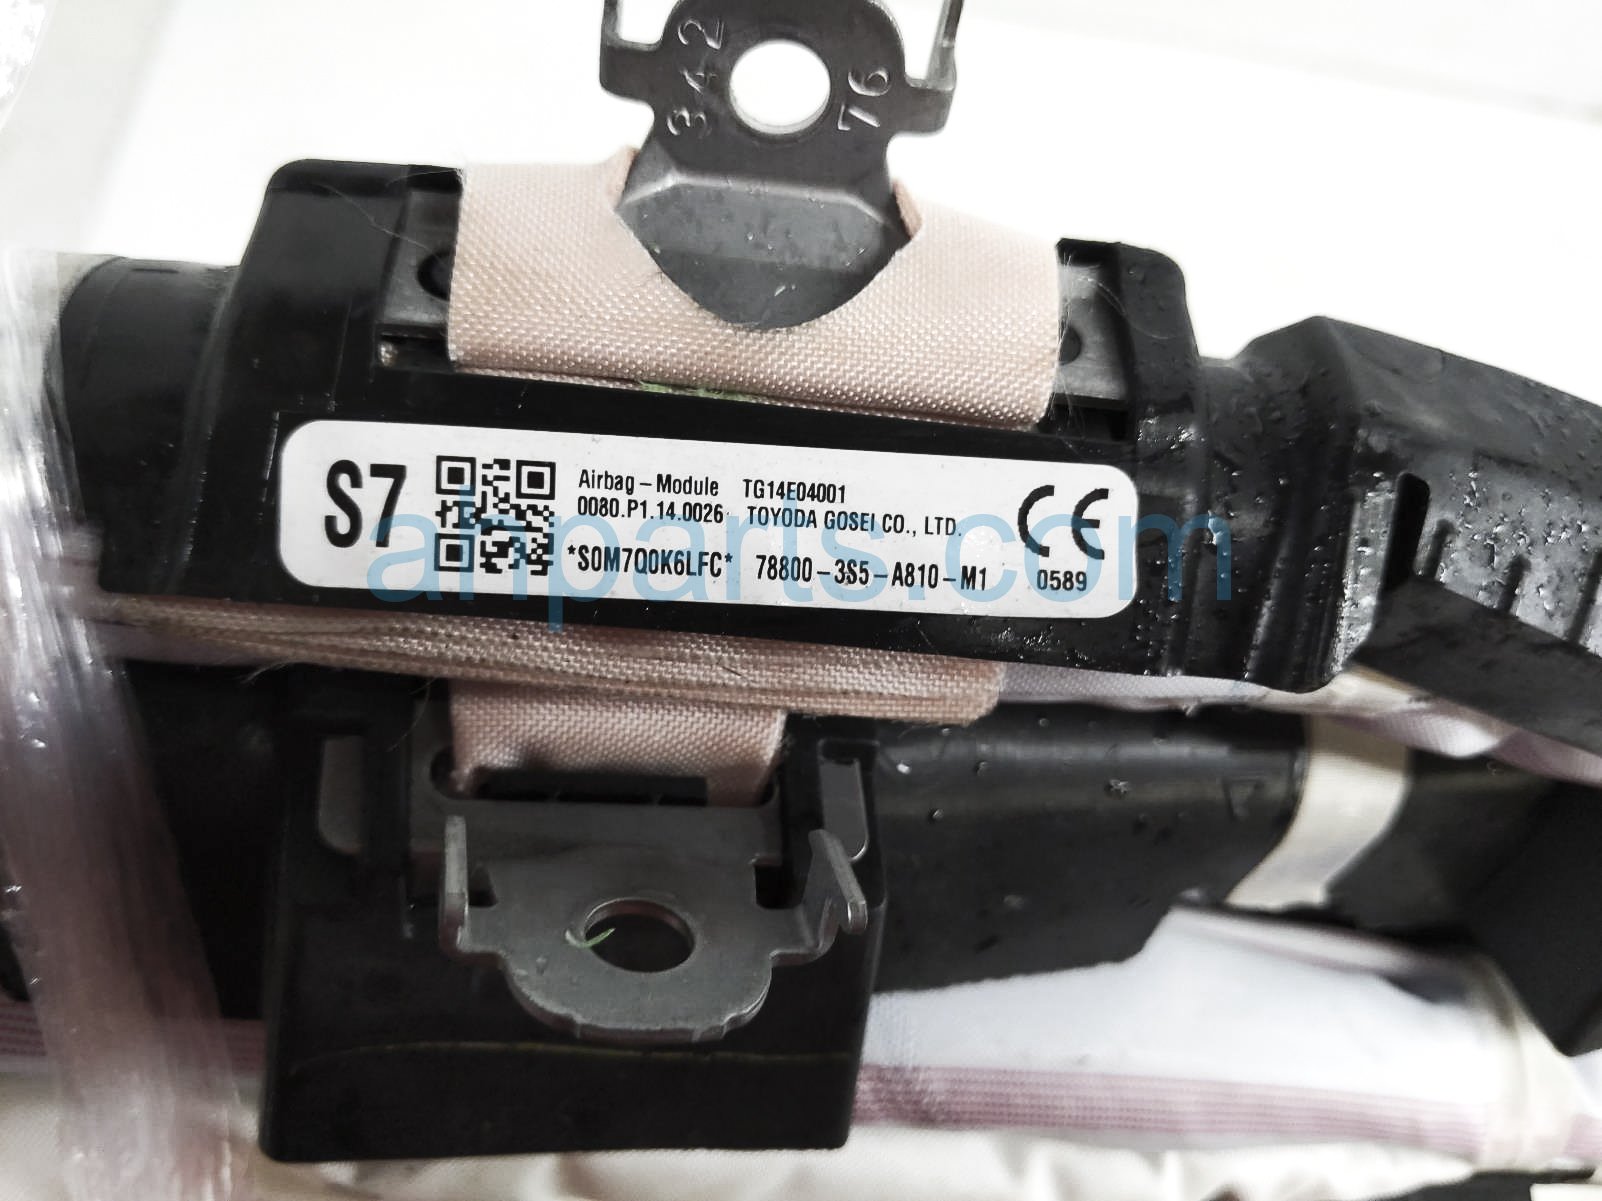 342
76
S7
Airbag-Module TG14E04001
0080.P1.14.0026 TOYODA GOSEI CO., LTD.
*S0M7Q0K6LFC* 78800-3S5-A810-M1
CE
0589
ahparts.com